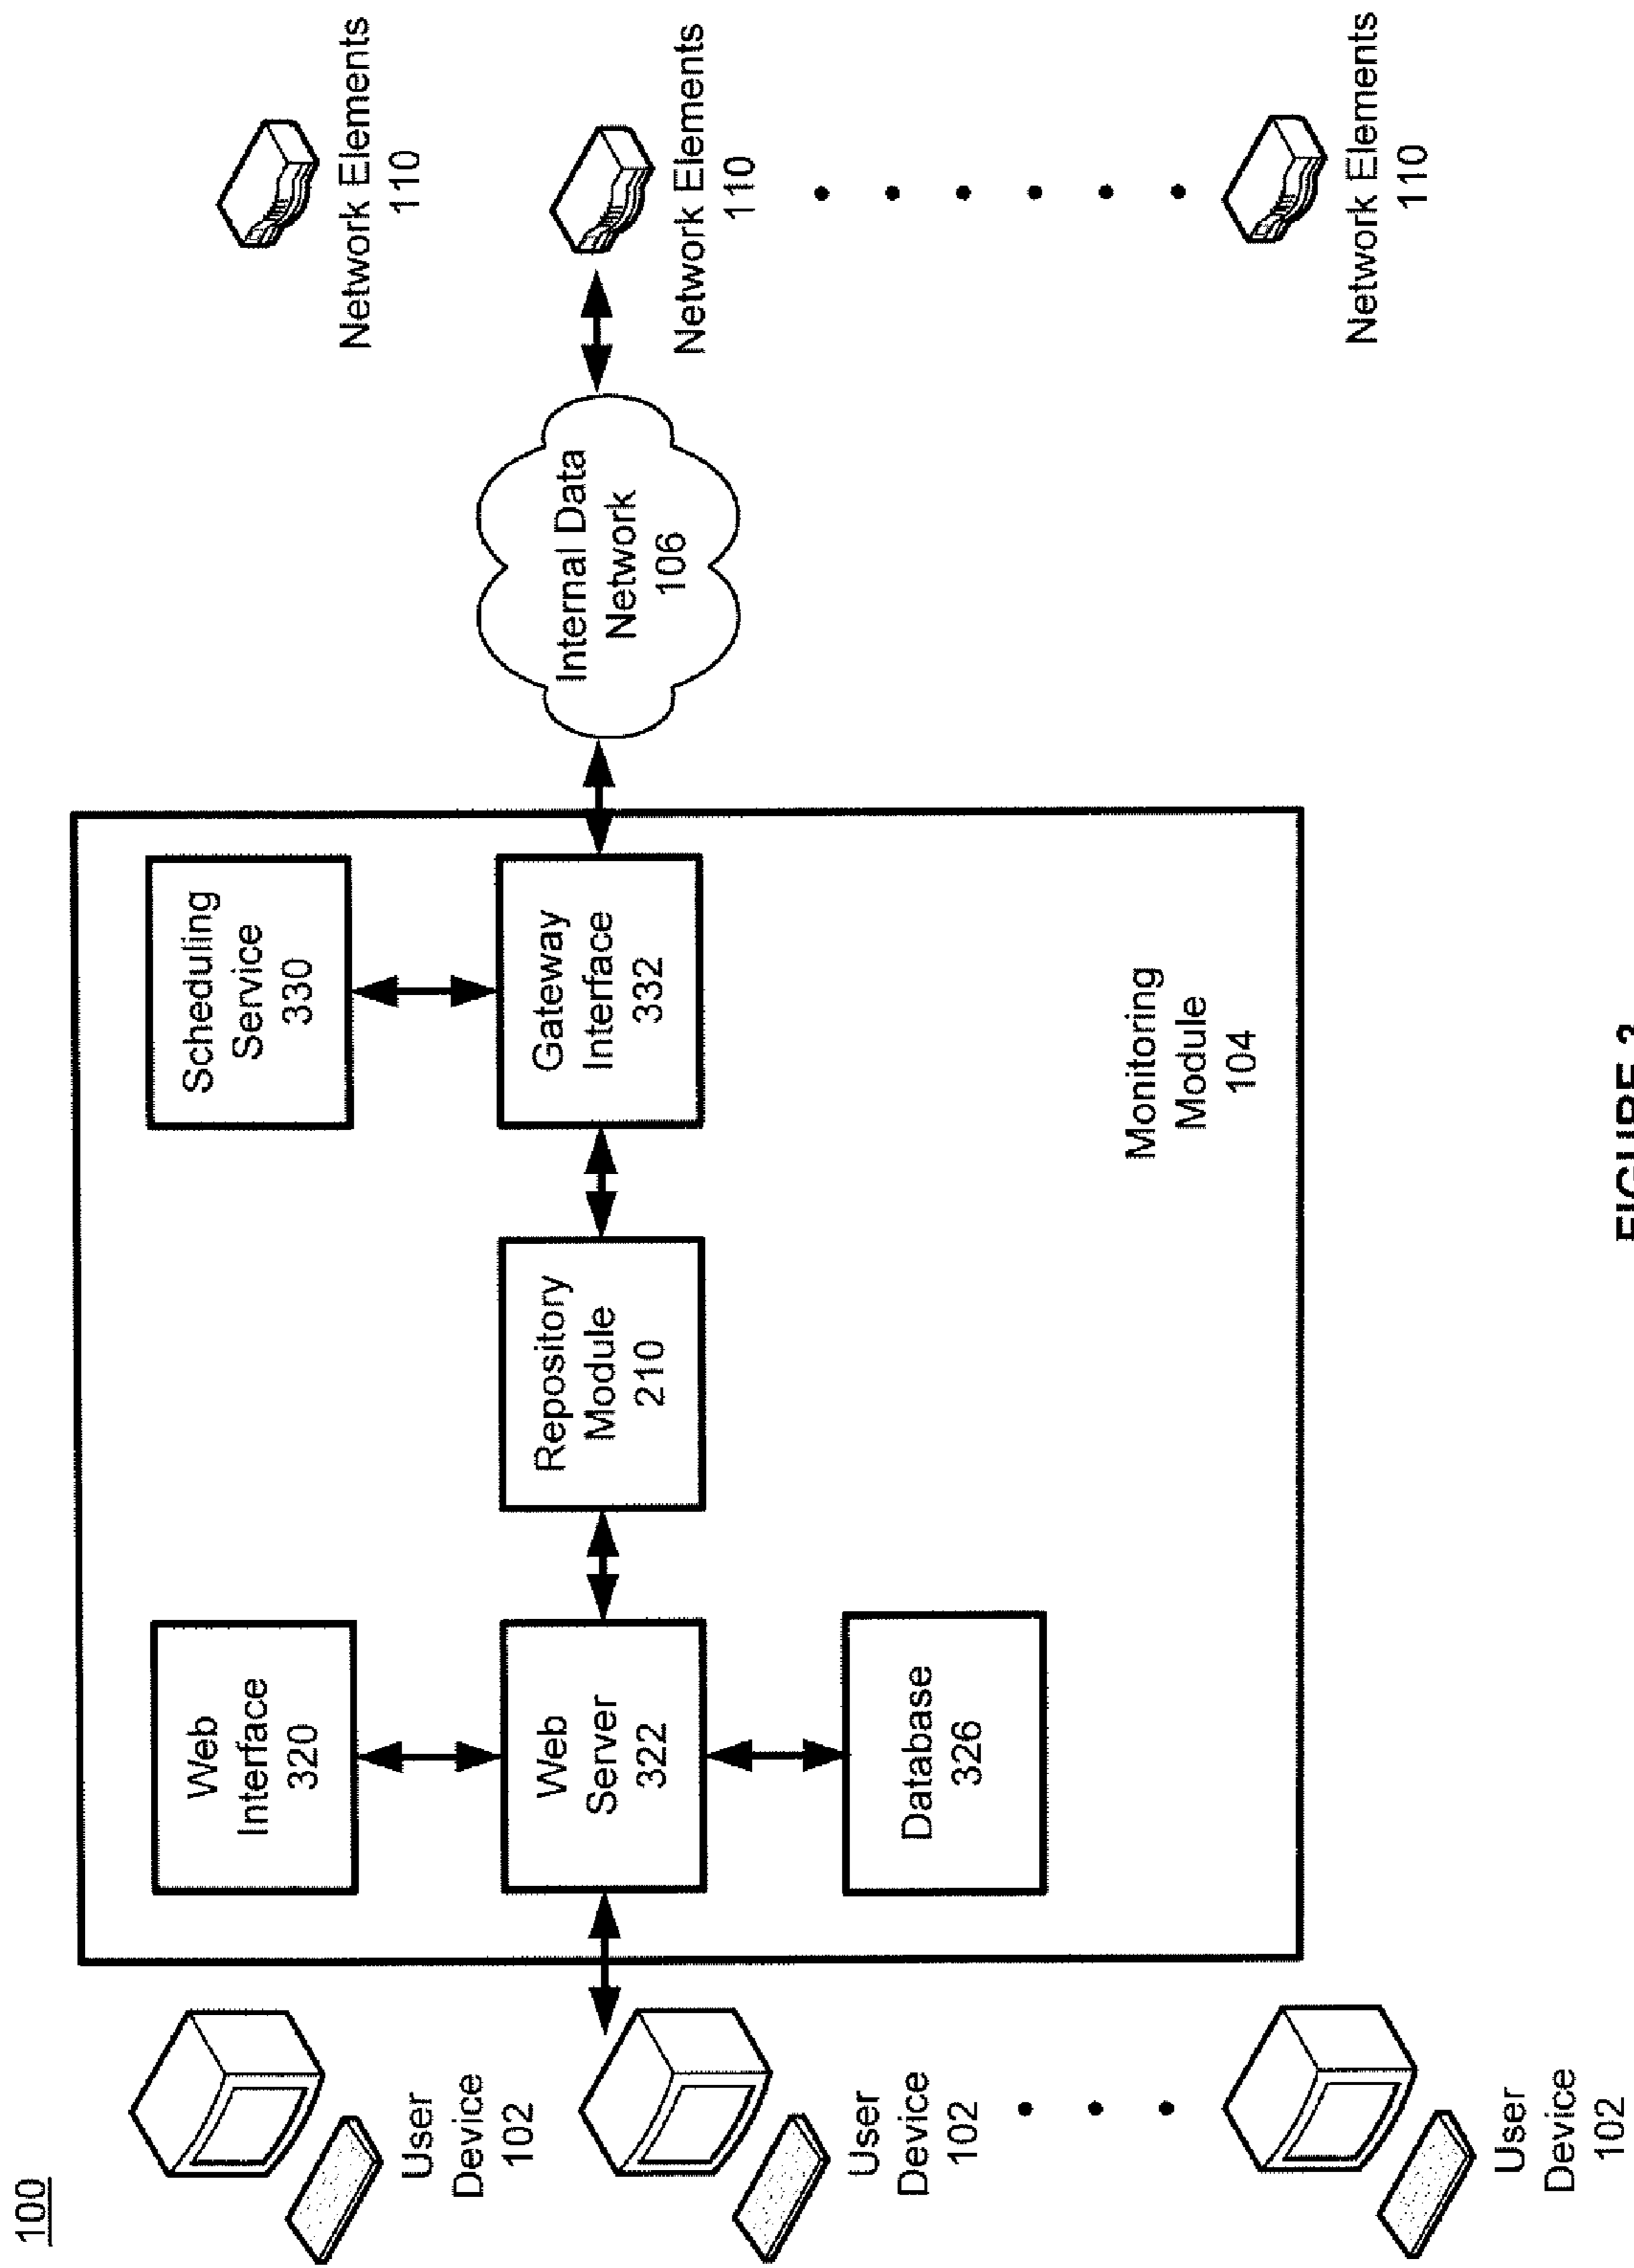 100
User
Device
102
User
Device
102
User
Device
102
Web
Interface
320
Web
Server
322
Database
326
Repository
Module
210
Scheduling
Service
330
Gateway
Interface
332
Monitoring
Module
104
Internal Data
Network
106
Network Elements
110
Network Elements
110
Network Elements
110
FIGURE 3